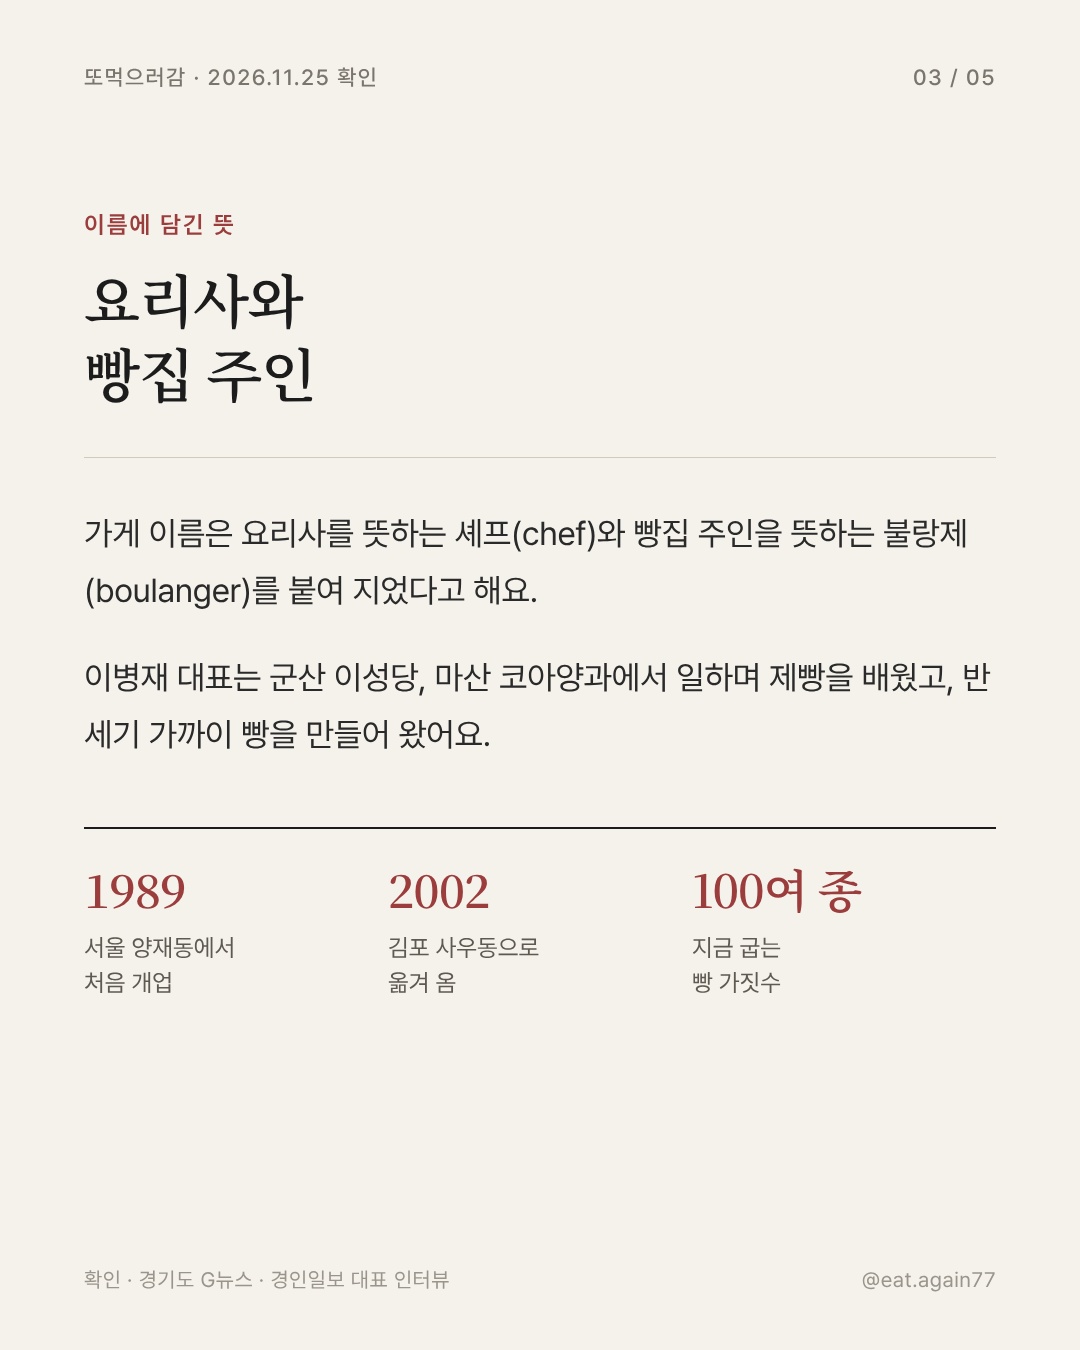 또먹으러감 · 2026.11.25 확인
03 / 05
이름에 담긴 뜻
요리사와
빵집 주인
가게 이름은 요리사를 뜻하는 셰프(chef)와 빵집 주인을 뜻하는 불랑제
(boulanger)를 붙여 지었다고 해요.
이병재 대표는 군산 이성당, 마산 코아양과에서 일하며 제빵을 배웠고, 반
세기 가까이 빵을 만들어 왔어요.
1989
서울 양재동에서
처음 개업
2002
김포 사우동으로
옮겨 옴
100여 종
지금 굽는
빵 가짓수
확인 · 경기도 G뉴스 · 경인일보 대표 인터뷰
@eat.again77